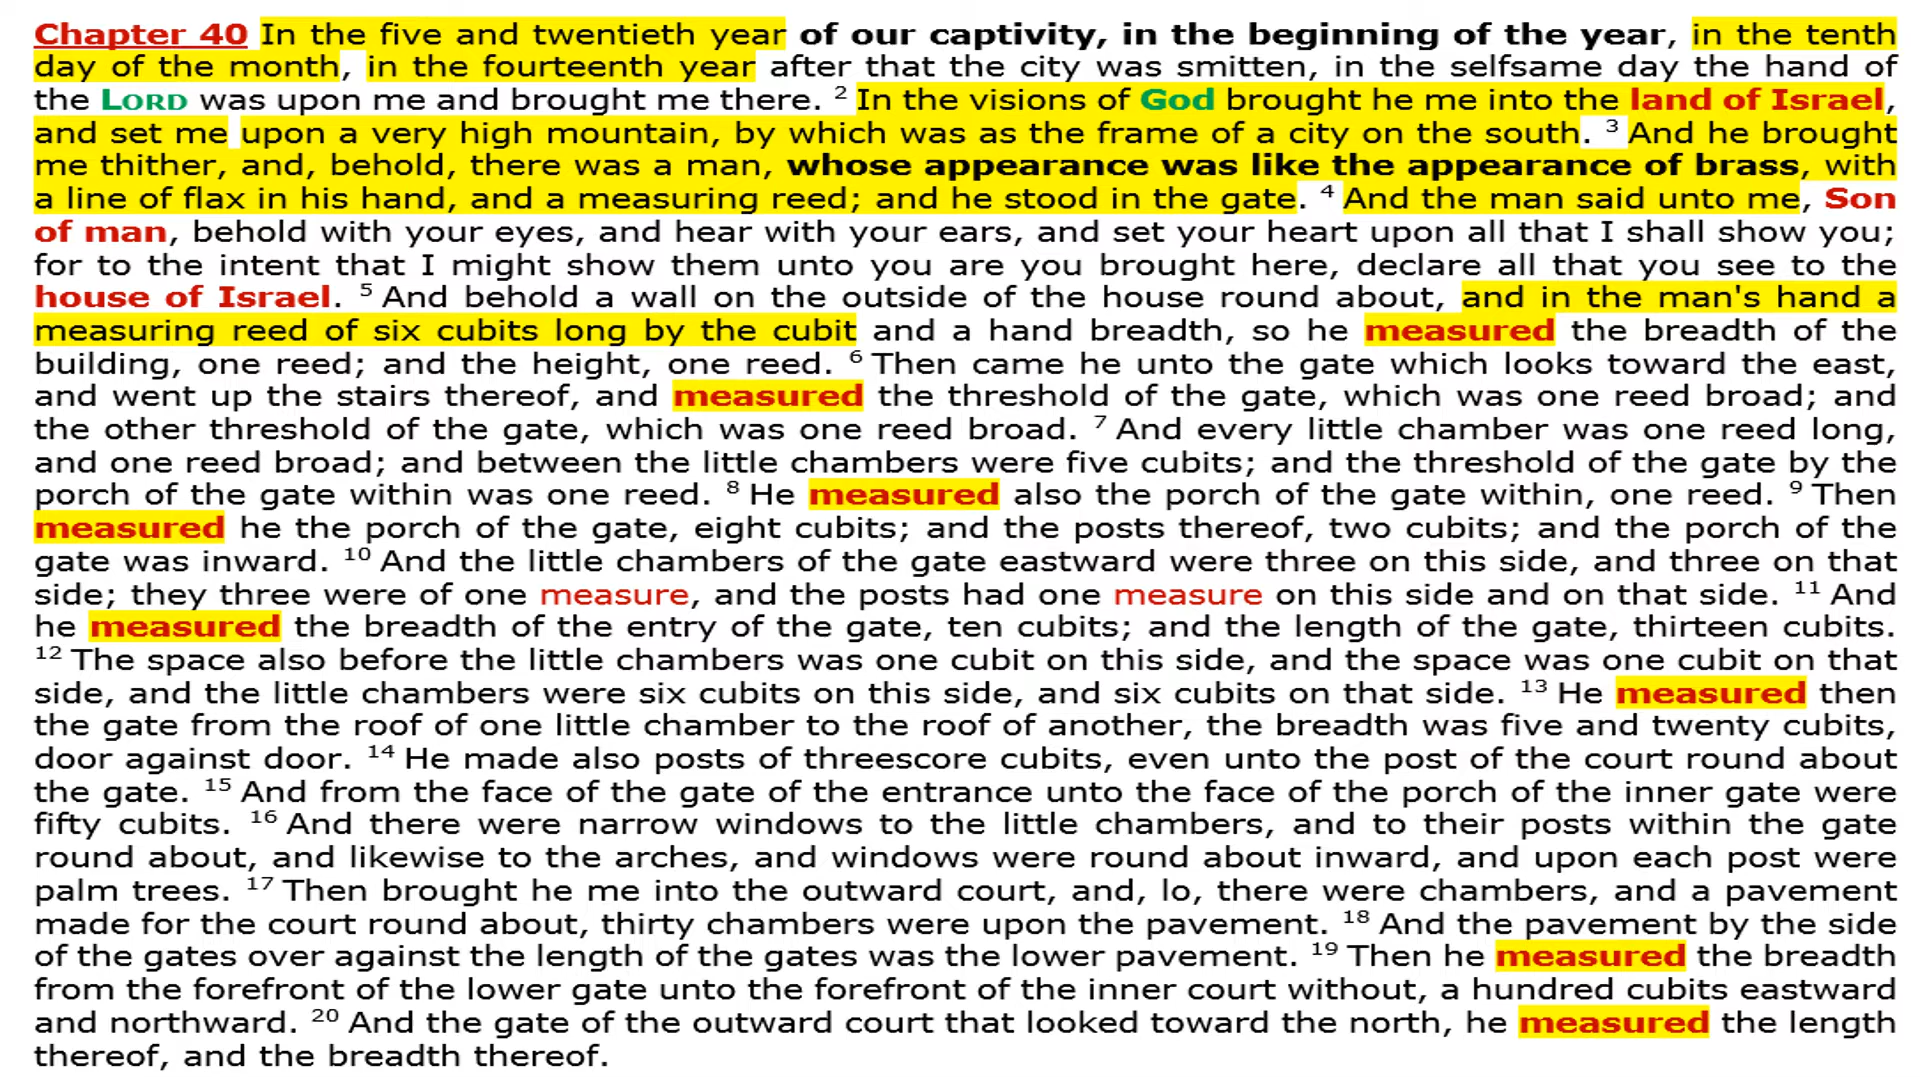 Chapter 40 In the five and twentieth year of our captivity, in the beginning of the year, in the tenth
day of the month, in the fourteenth year after that the city was smitten, in the selfsame day the hand of
the LORD was upon me and brought me there. 2 In the visions of God brought he me into the land of Israel,
and set me upon a very high mountain, by which was as the frame of a city on the south. 3 And he brought
me thither, and, behold, there was a man, whose appearance was like the appearance of brass, with
a line of flax in his hand, and a measuring reed; and he stood in the gate. 4 And the man said unto me, Son
of man, behold with your eyes, and hear with your ears, and set your heart upon all that I shall show you;
for to the intent that I might show them unto you are you brought here, declare all that you see to the
house of Israel. 5 And behold a wall on the outside of the house round about, and in the man's hand a
measuring reed of six cubits long by the cubit and a hand breadth, so he measured the breadth of the
building, one reed; and the height, one reed. 6 Then came he unto the gate which looks toward the east,
and went up the stairs thereof, and measured the threshold of the gate, which was one reed broad; and
the other threshold of the gate, which was one reed broad. 7 And every little chamber was one reed long,
and one reed broad; and between the little chambers were five cubits; and the threshold of the gate by the
porch of the gate within was one reed. 8 He measured also the porch of the gate within, one reed. 9 Then
measured he the porch of the gate, eight cubits; and the posts thereof, two cubits; and the porch of the
gate was inward. 10 And the little chambers of the gate eastward were three on this side, and three on that
side; they three were of one measure, and the posts had one measure on this side and on that side. 11 And
he measured the breadth of the entry of the gate, ten cubits; and the length of the gate, thirteen cubits.
12 The space also before the little chambers was one cubit on this side, and the space was one cubit on that
side, and the little chambers were six cubits on this side, and six cubits on that side. 13 He measured then
the gate from the roof of one little chamber to the roof of another, the breadth was five and twenty cubits,
door against door. 14 He made also posts of threescore cubits, even unto the post of the court round about
the gate. 15 And from the face of the gate of the entrance unto the face of the porch of the inner gate were
fifty cubits. 16 And there were narrow windows to the little chambers, and to their posts within the gate
round about, and likewise to the arches, and windows were round about inward, and upon each post were
palm trees. 17 Then brought he me into the outward court, and, lo, there were chambers, and a pavement
made for the court round about, thirty chambers were upon the pavement. 18 And the pavement by the side
of the gates over against the length of the gates was the lower pavement. 19 Then he measured the breadth
from the forefront of the lower gate unto the forefront of the inner court without, a hundred cubits eastward
and northward. 20 And the gate of the outward court that looked toward the north, he measured the length
thereof, and the breadth thereof.